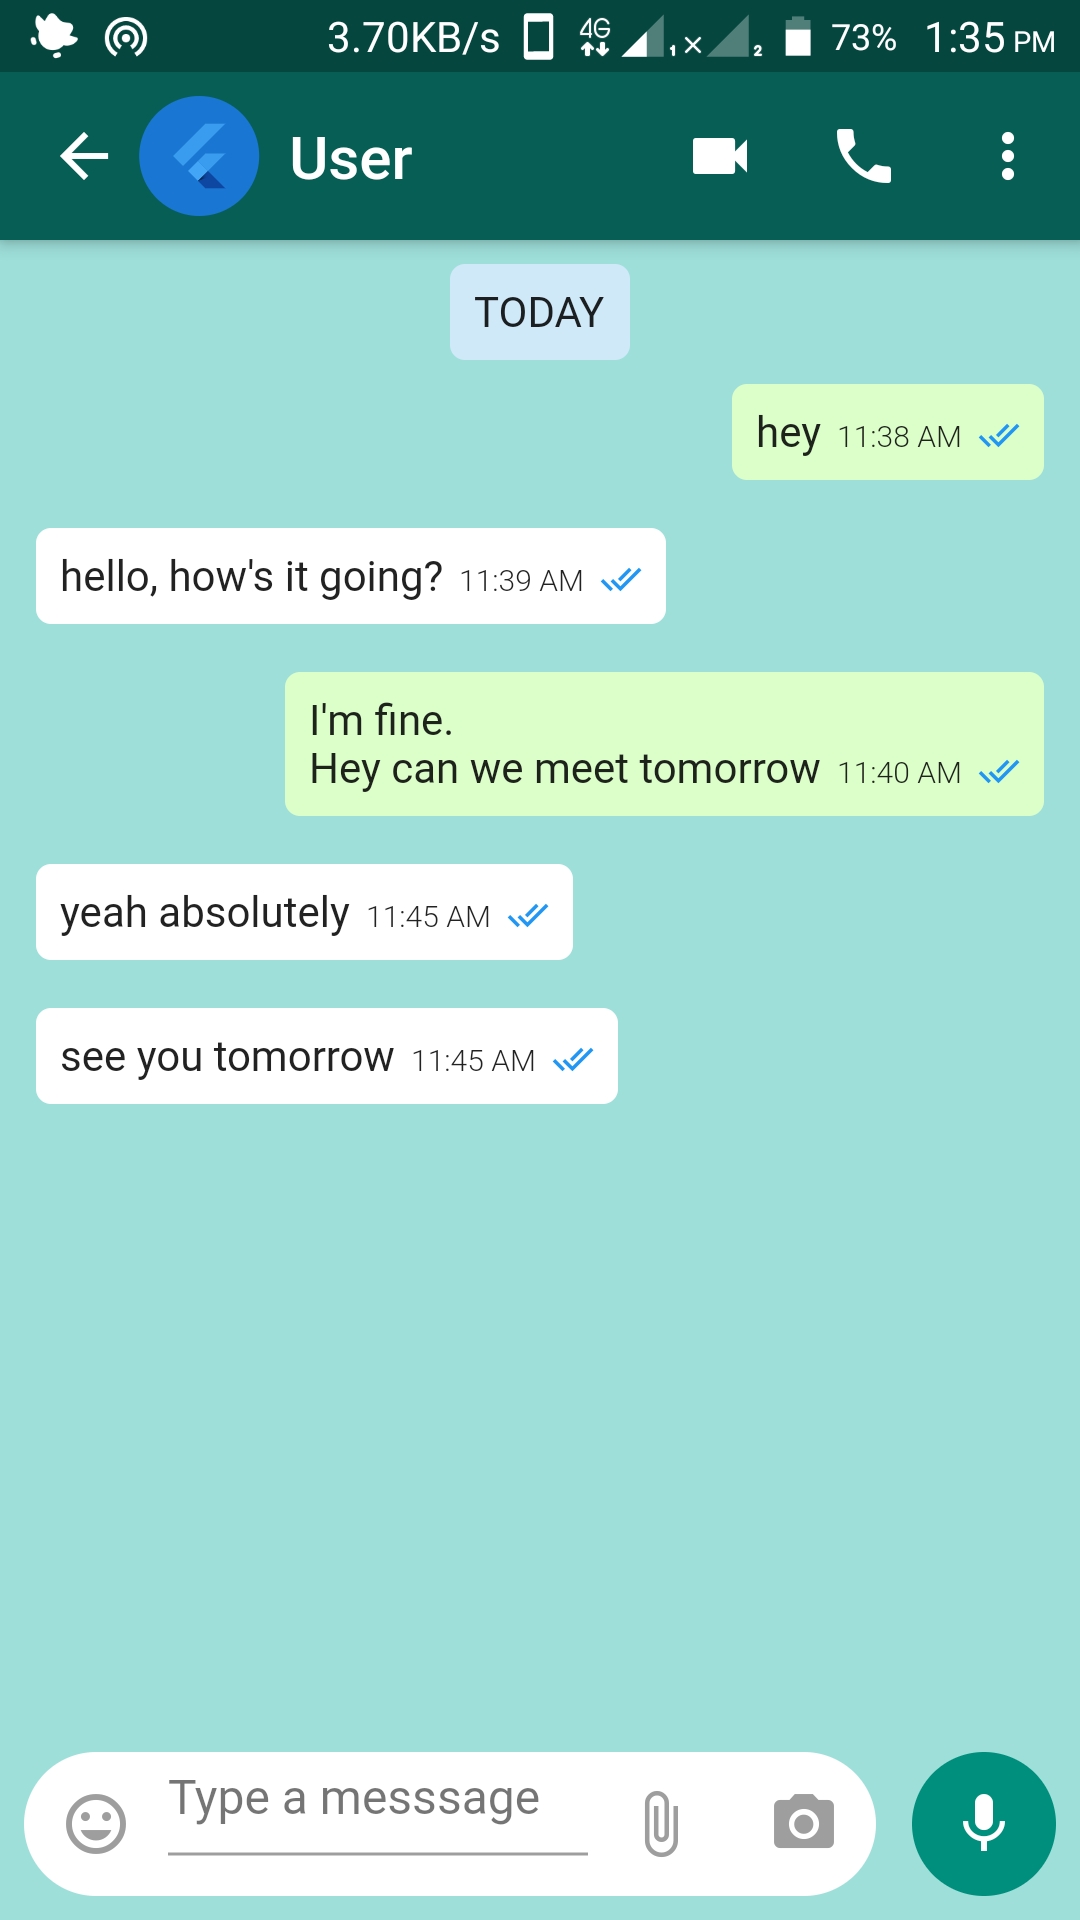 3.70KB/s 4G 1 2 73% 1:35 PM
User
TODAY
hey 11:38 AM
hello, how's it going? 11:39 AM
I'm fine.
Hey can we meet tomorrow 11:40 AM
yeah absolutely 11:45 AM
see you tomorrow 11:45 AM
Type a messsage